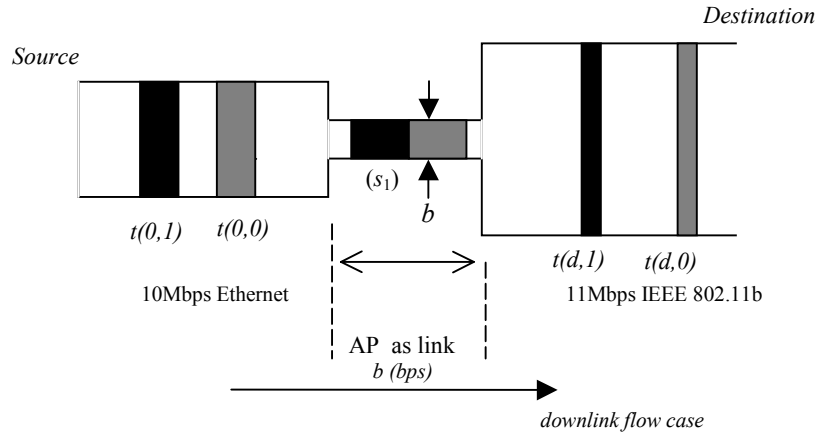 Destination
Source
(s₁)
b
t(0,1) t(0,0)
t(d,1) t(d,0)
10Mbps Ethernet
11Mbps IEEE 802.11b
AP as link
b (bps)
downlink flow case